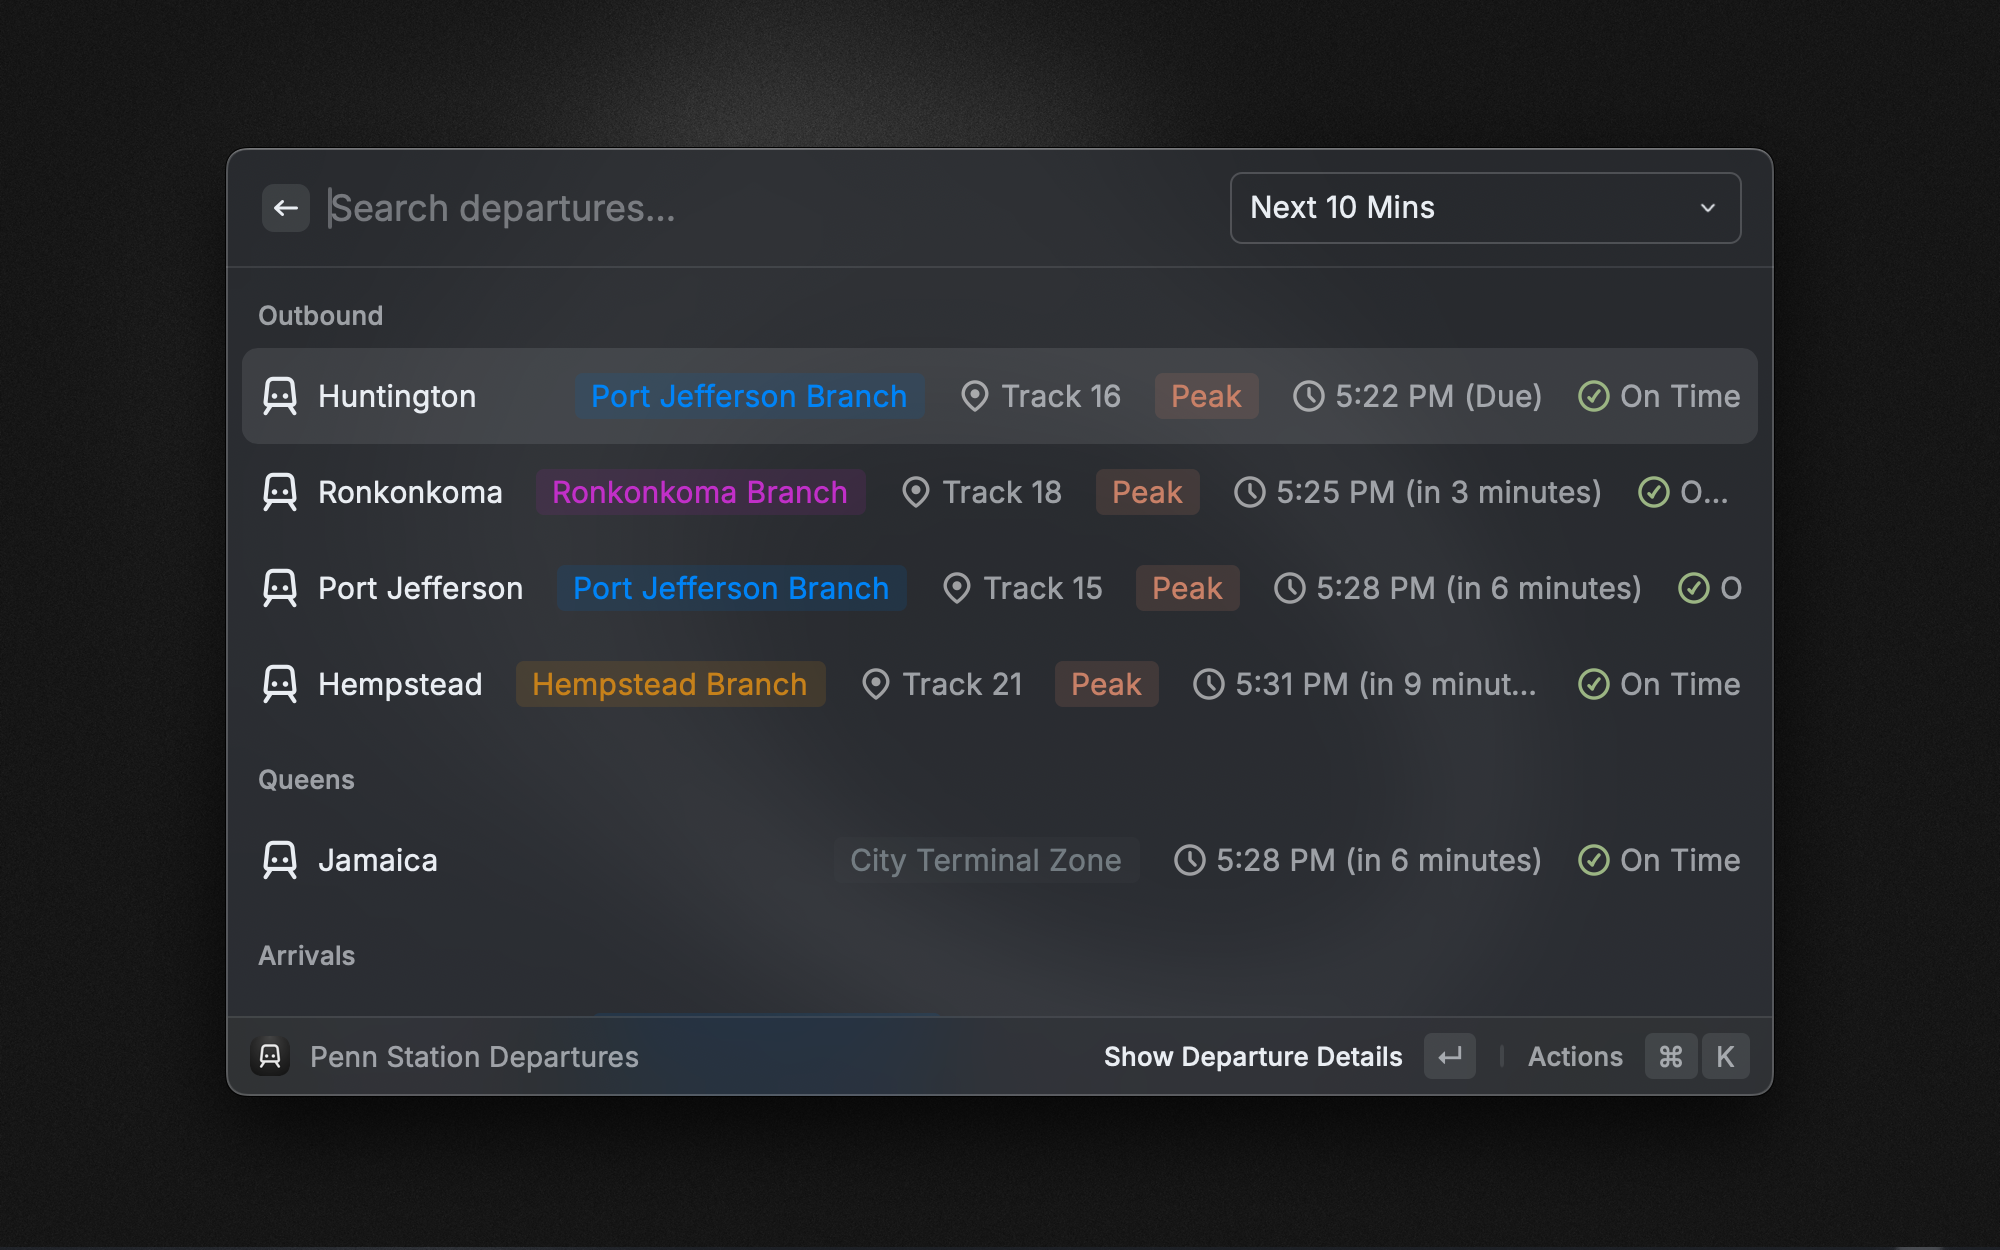 Search departures...
Next 10 Mins
Outbound
Huntington Port Jefferson Branch Track 16 Peak 5:22 PM (Due) On Time
Ronkonkoma Ronkonkoma Branch Track 18 Peak 5:25 PM (in 3 minutes) O...
Port Jefferson Port Jefferson Branch Track 15 Peak 5:28 PM (in 6 minutes) O
Hempstead Hempstead Branch Track 21 Peak 5:31 PM (in 9 minut... On Time
Queens
Jamaica City Terminal Zone 5:28 PM (in 6 minutes) On Time
Arrivals
Penn Station Departures Show Departure Details ↵ Actions ⌘ K